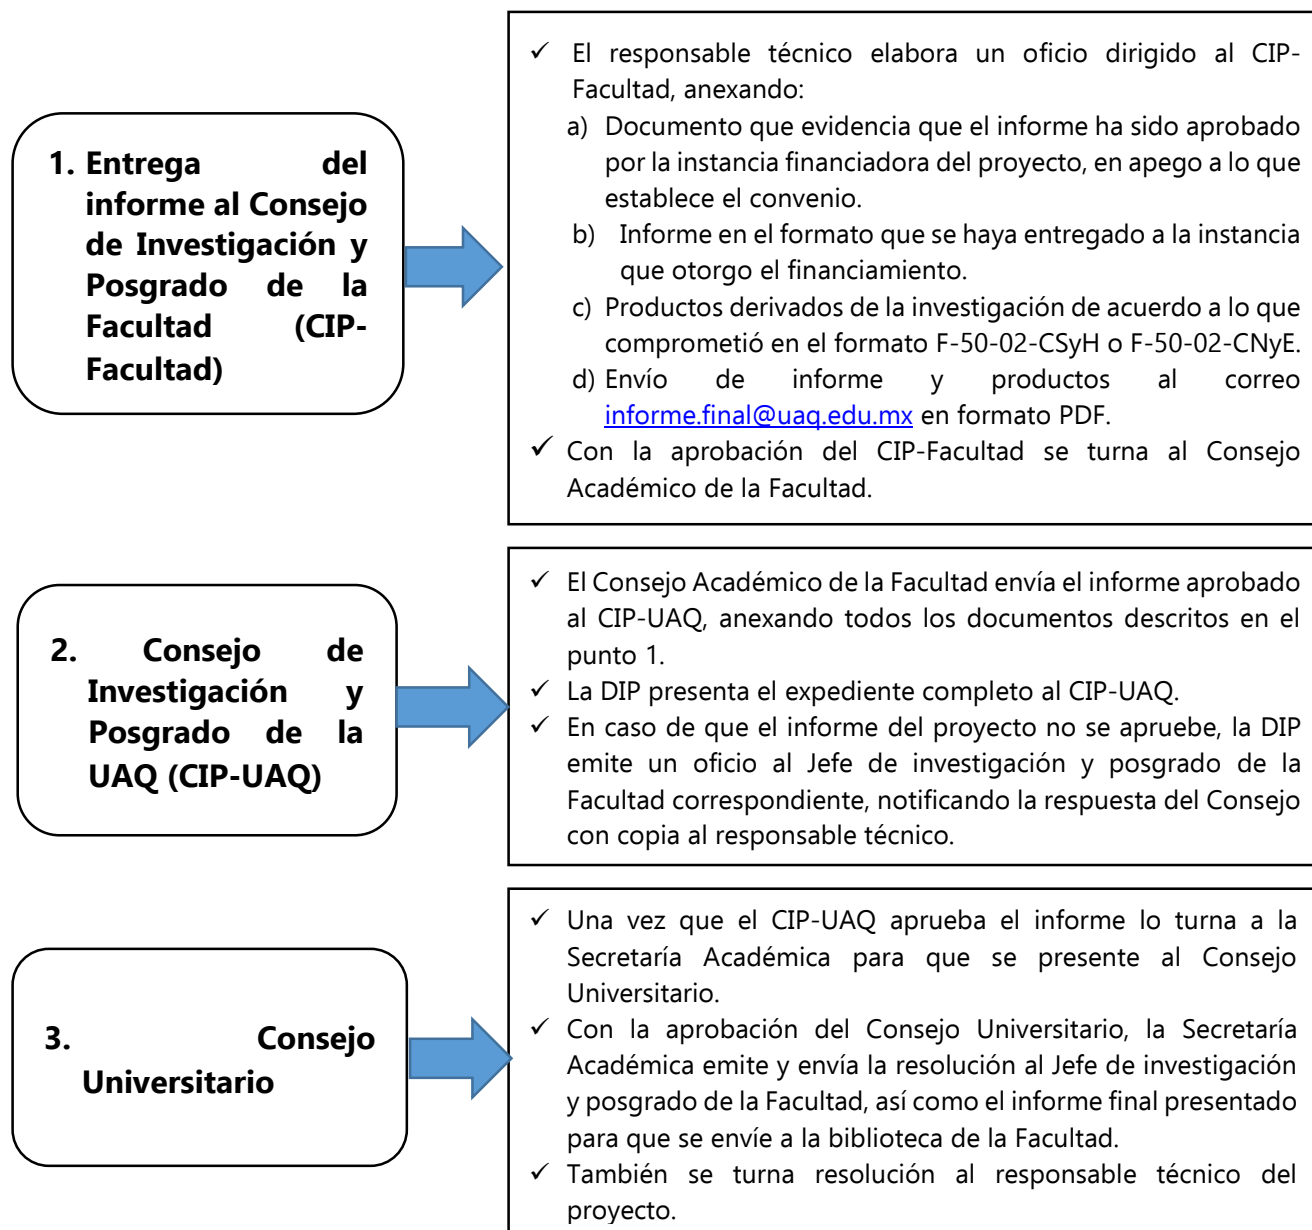 1. Entrega del
informe al Consejo
de Investigación y
Posgrado de la
Facultad (CIP-
Facultad)
✓ El responsable técnico elabora un oficio dirigido al CIP-
Facultad, anexando:
a) Documento que evidencia que el informe ha sido aprobado
por la instancia financiadora del proyecto, en apego a lo que
establece el convenio.
b) Informe en el formato que se haya entregado a la instancia
que otorgo el financiamiento.
c) Productos derivados de la investigación de acuerdo a lo que
comprometió en el formato F-50-02-CSyH o F-50-02-CNyE.
d) Envío de informe y productos al correo
informe.final@uaq.edu.mx en formato PDF.
✓ Con la aprobación del CIP-Facultad se turna al Consejo
Académico de la Facultad.
2. Consejo de
Investigación y
Posgrado de la
UAQ (CIP-UAQ)
✓ El Consejo Académico de la Facultad envía el informe aprobado
al CIP-UAQ, anexando todos los documentos descritos en el
punto 1.
✓ La DIP presenta el expediente completo al CIP-UAQ.
✓ En caso de que el informe del proyecto no se apruebe, la DIP
emite un oficio al Jefe de investigación y posgrado de la
Facultad correspondiente, notificando la respuesta del Consejo
con copia al responsable técnico.
3. Consejo
Universitario
✓ Una vez que el CIP-UAQ aprueba el informe lo turna a la
Secretaría Académica para que se presente al Consejo
Universitario.
✓ Con la aprobación del Consejo Universitario, la Secretaría
Académica emite y envía la resolución al Jefe de investigación
y posgrado de la Facultad, así como el informe final presentado
para que se envíe a la biblioteca de la Facultad.
✓ También se turna resolución al responsable técnico del
proyecto.